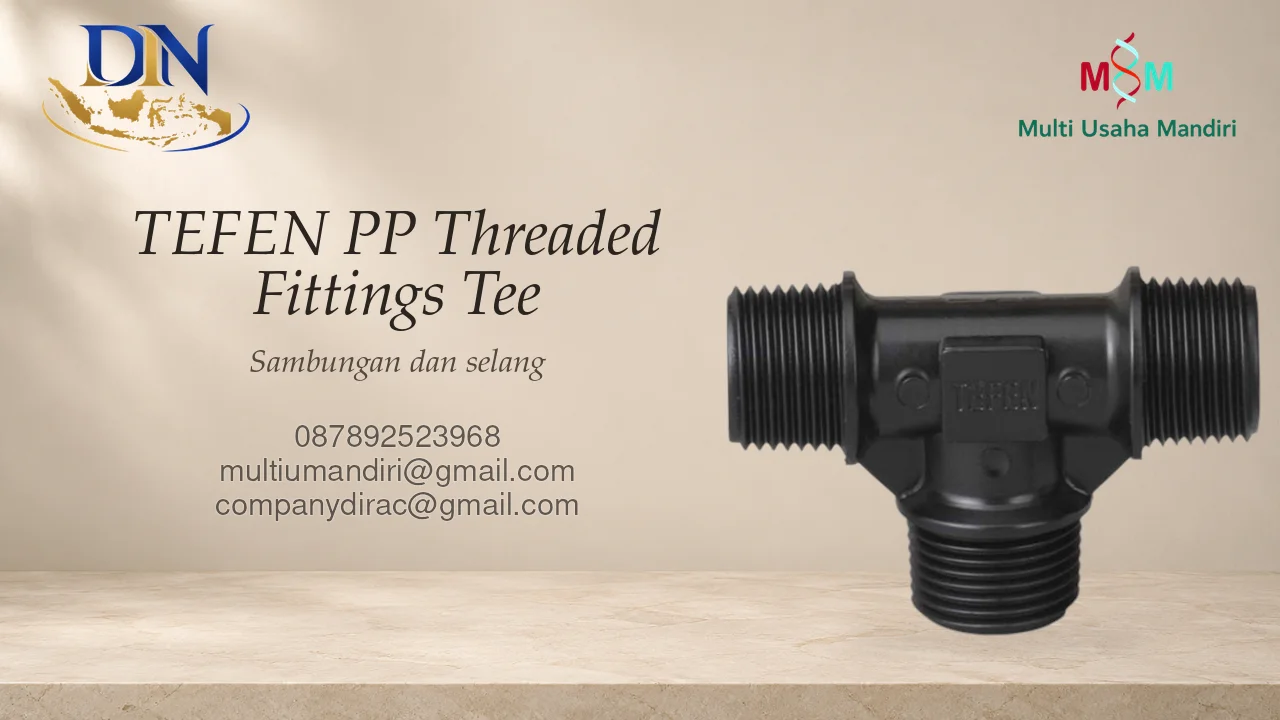 DN
M M
Multi Usaha Mandiri
TEFEN PP Threaded
Fittings Tee
Sambungan dan selang
087892523968
multiumandiri@gmail.com
companydirac@gmail.com
TEFEN